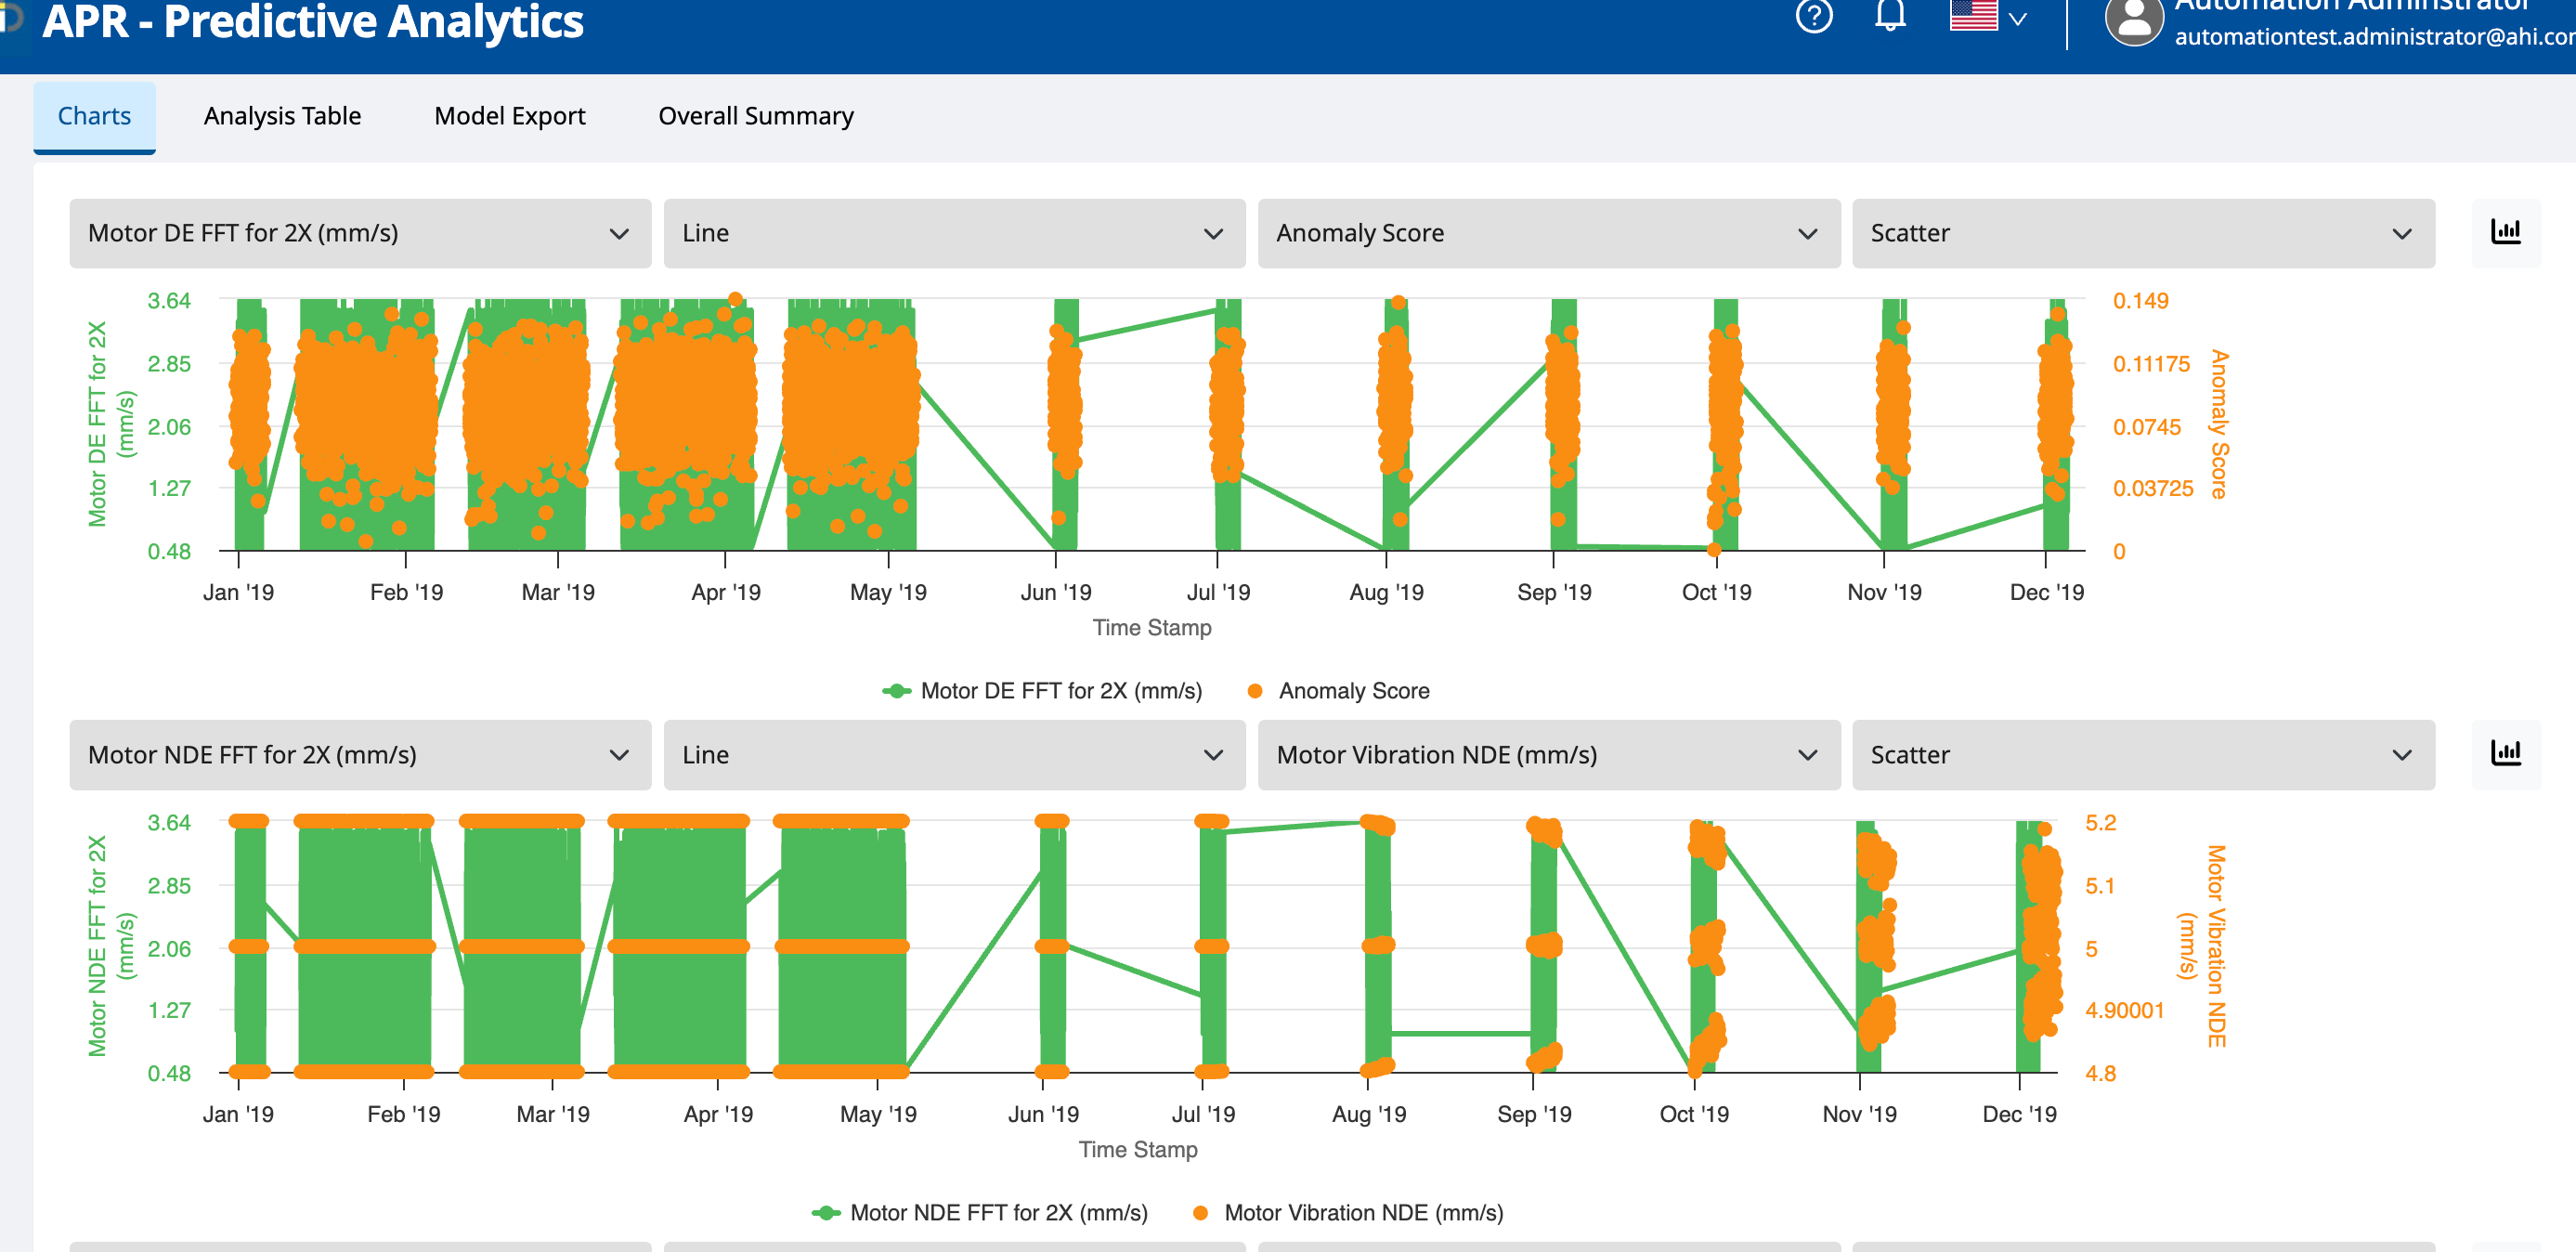 APR - Predictive Analytics
Automation Administrator
automationtest.administrator@ahi.com
Charts
Analysis Table
Model Export
Overall Summary
Motor DE FFT for 2X (mm/s)
Line
Anomaly Score
Scatter
Motor DE FFT for 2X
(mm/s)
3.64
2.85
2.06
1.27
0.48
0.149
0.11175
0.0745
0.03725
0
Anomaly Score
Jan '19
Feb '19
Mar '19
Apr '19
May '19
Jun '19
Jul '19
Aug '19
Sep '19
Oct '19
Nov '19
Dec '19
Time Stamp
Motor DE FFT for 2X (mm/s)
Anomaly Score
Motor NDE FFT for 2X (mm/s)
Line
Motor Vibration NDE (mm/s)
Scatter
Motor NDE FFT for 2X
(mm/s)
3.64
2.85
2.06
1.27
0.48
5.2
5.1
5
4.90001
4.8
Motor Vibration NDE
(mm/s)
Jan '19
Feb '19
Mar '19
Apr '19
May '19
Jun '19
Jul '19
Aug '19
Sep '19
Oct '19
Nov '19
Dec '19
Time Stamp
Motor NDE FFT for 2X (mm/s)
Motor Vibration NDE (mm/s)